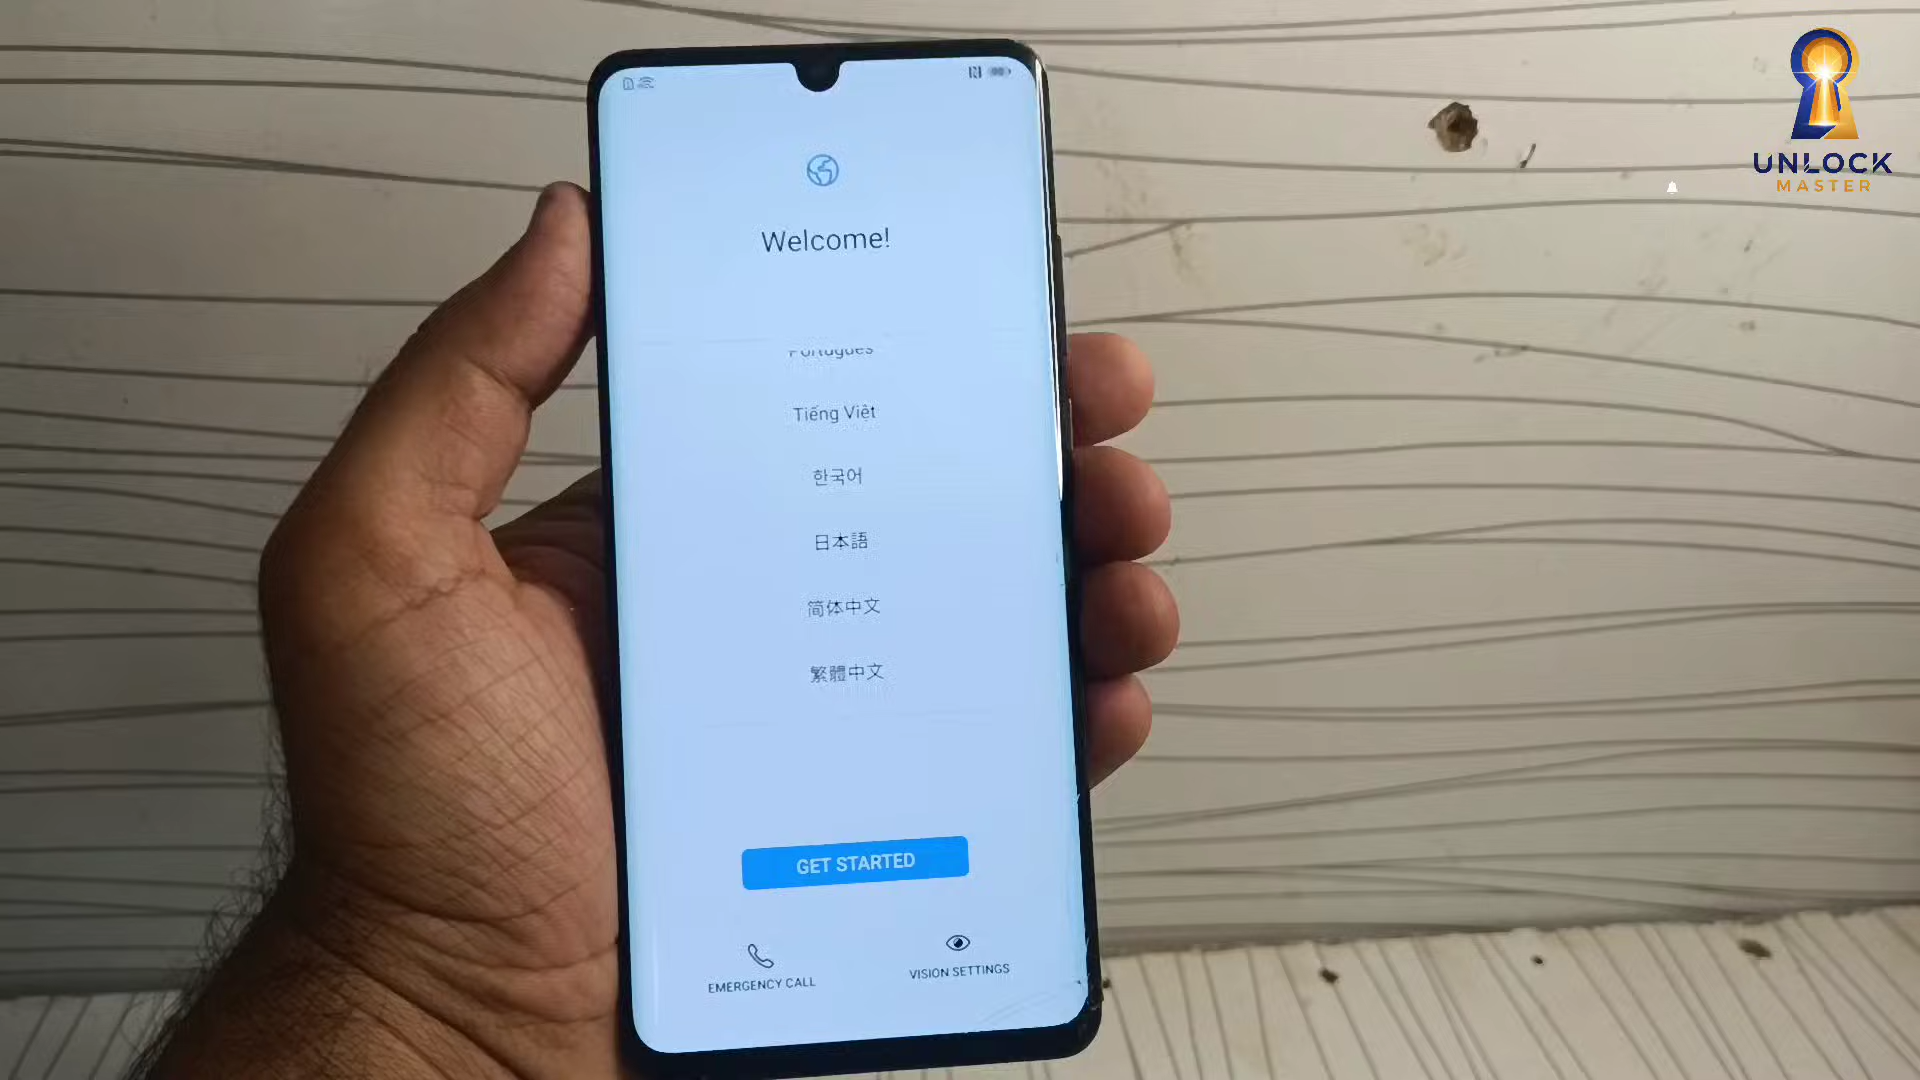 UNLOCK
MASTER
Welcome!
Português
Tiếng Việt
한국어
日本語
简体中文
繁體中文
GET STARTED
EMERGENCY CALL
VISION SETTINGS